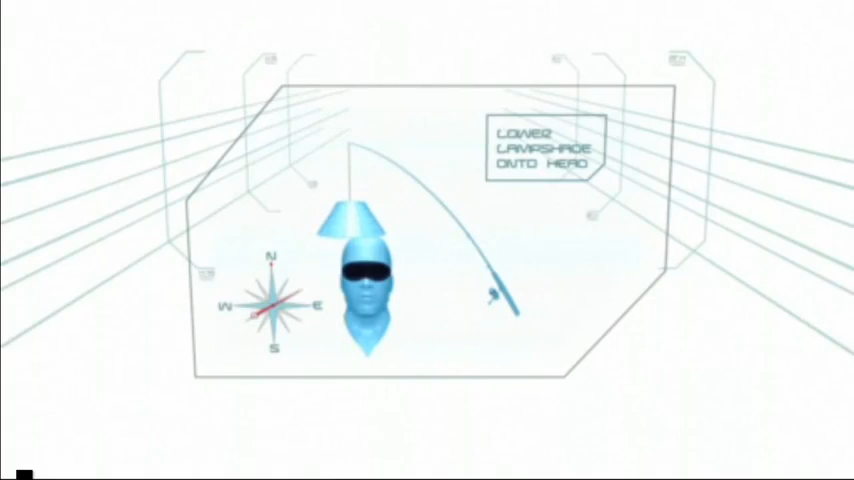 LOWER
LAMPSHADE
ONTO HEAD
N
W E
S